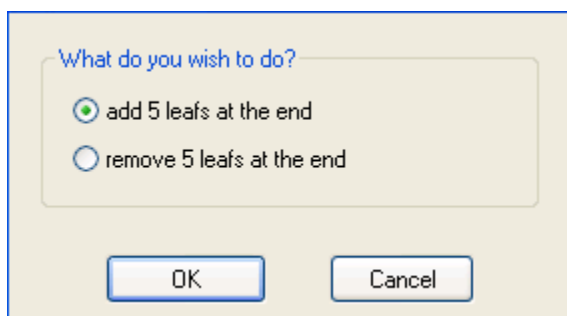 What do you wish to do?
add 5 leafs at the end
remove 5 leafs at the end
OK
Cancel